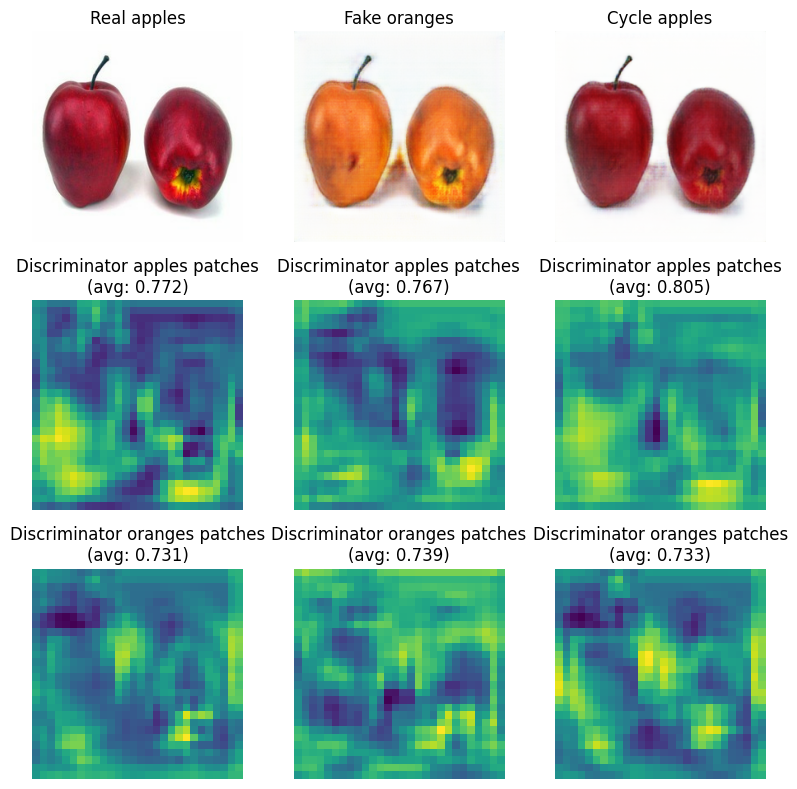 Real apples
Fake oranges
Cycle apples
Discriminator apples patches
(avg: 0.772)
Discriminator apples patches
(avg: 0.767)
Discriminator apples patches
(avg: 0.805)
Discriminator oranges patches
(avg: 0.731)
Discriminator oranges patches
(avg: 0.739)
Discriminator oranges patches
(avg: 0.733)